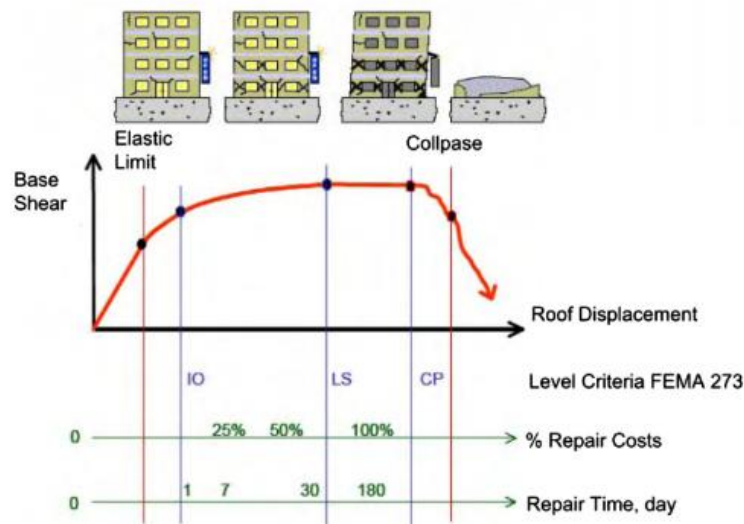 Elastic
Limit
Collpase
Base
Shear
Roof Displacement
IO LS CP Level Criteria FEMA 273
0 25% 50% 100% % Repair Costs
0 1 7 30 180 Repair Time, day